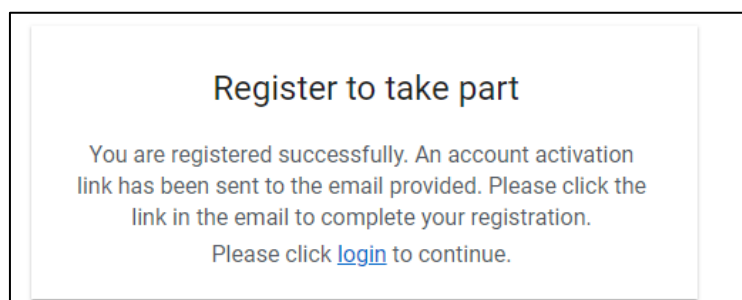 Register to take part
You are registered successfully. An account activation
link has been sent to the email provided. Please click the
link in the email to complete your registration.
Please click login to continue.